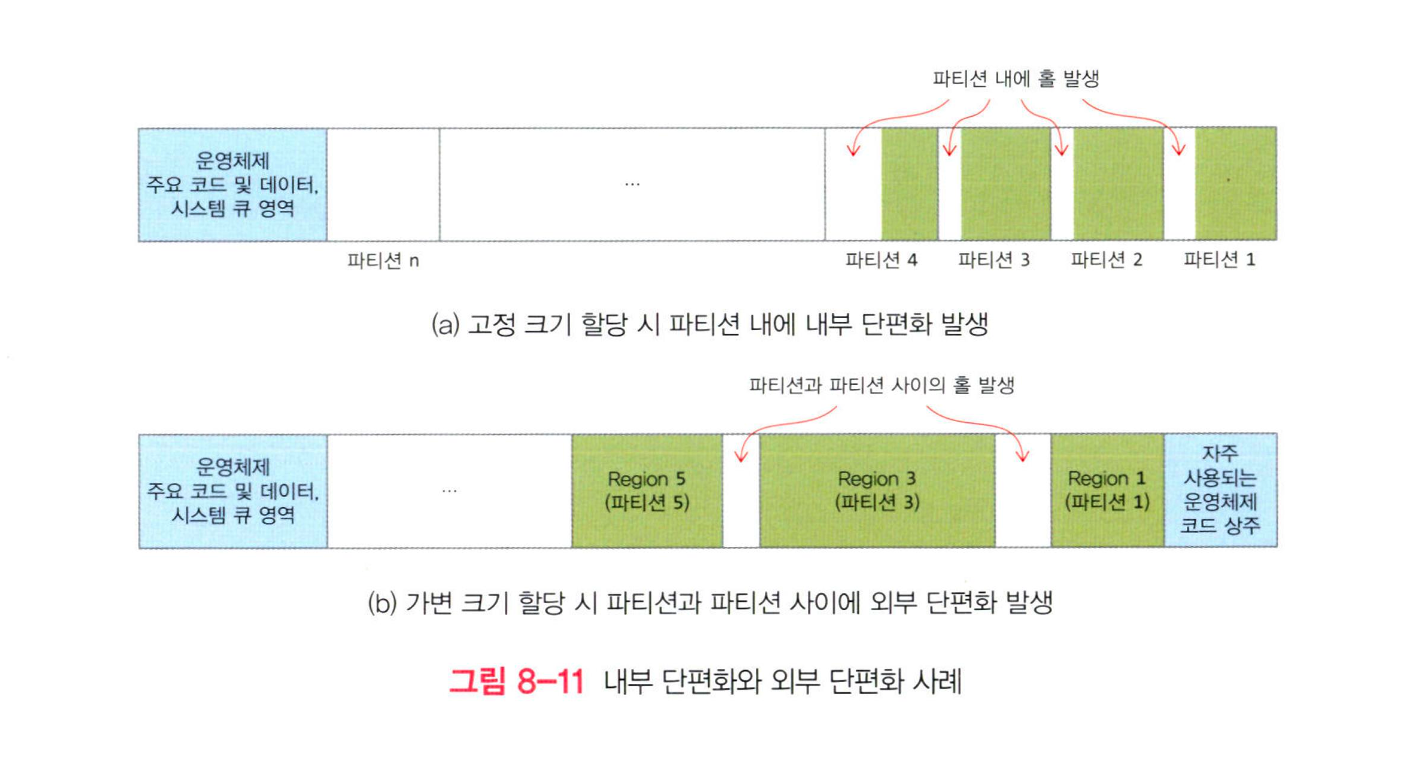 파티션 내에 홀 발생
운영체제
주요 코드 및 데이터,
시스템 큐 영역
...
파티션 n
파티션 4
파티션 3
파티션 2
파티션 1
(a) 고정 크기 할당 시 파티션 내에 내부 단편화 발생
파티션과 파티션 사이의 홀 발생
운영체제
주요 코드 및 데이터,
시스템 큐 영역
...
Region 5
(파티션 5)
Region 3
(파티션 3)
Region 1
(파티션 1)
자주
사용되는
운영체제
코드 상주
(b) 가변 크기 할당 시 파티션과 파티션 사이에 외부 단편화 발생
그림 8-11 내부 단편화와 외부 단편화 사례